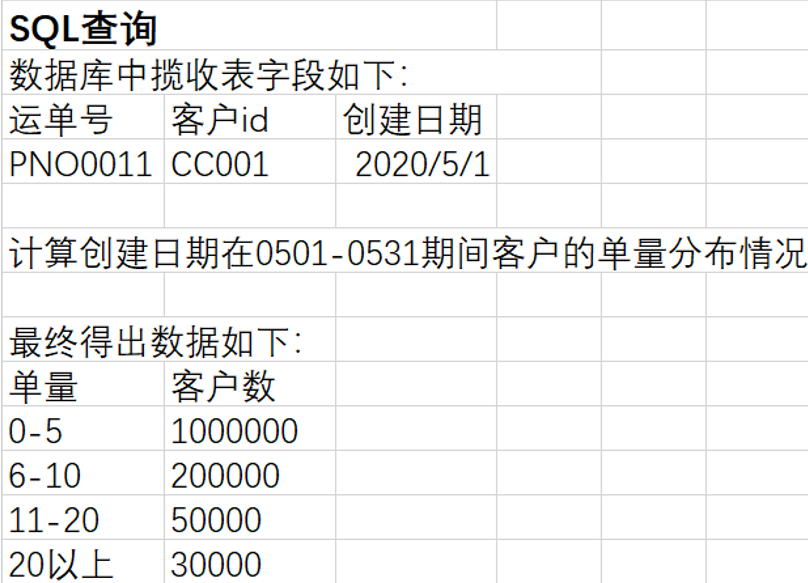 SQL查询
数据库中揽收表字段如下：
运单号 客户id 创建日期
PNO0011 CC001 2020/5/1
计算创建日期在0501-0531期间客户的单量分布情况
最终得出数据如下：
单量 客户数
0-5 1000000
6-10 200000
11-20 50000
20以上 30000